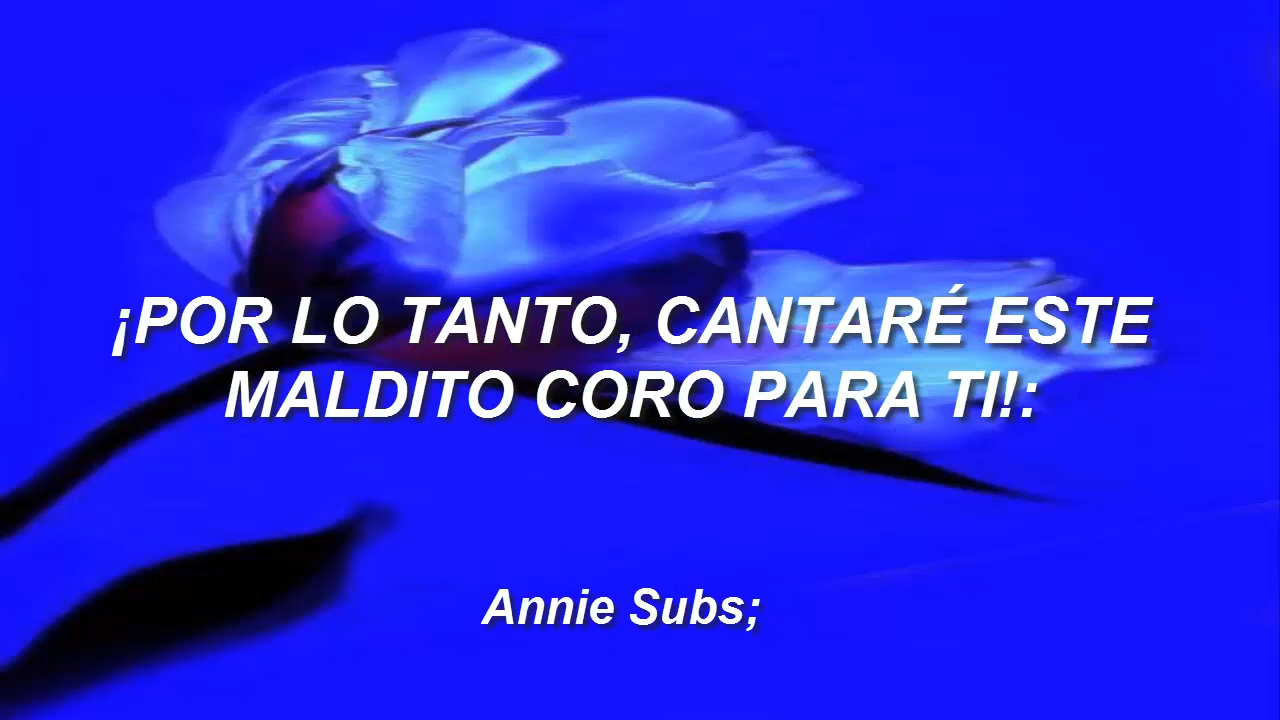 ¡POR LO TANTO, CANTARÉ ESTE
MALDITO CORO PARA TI!:
Annie Subs;